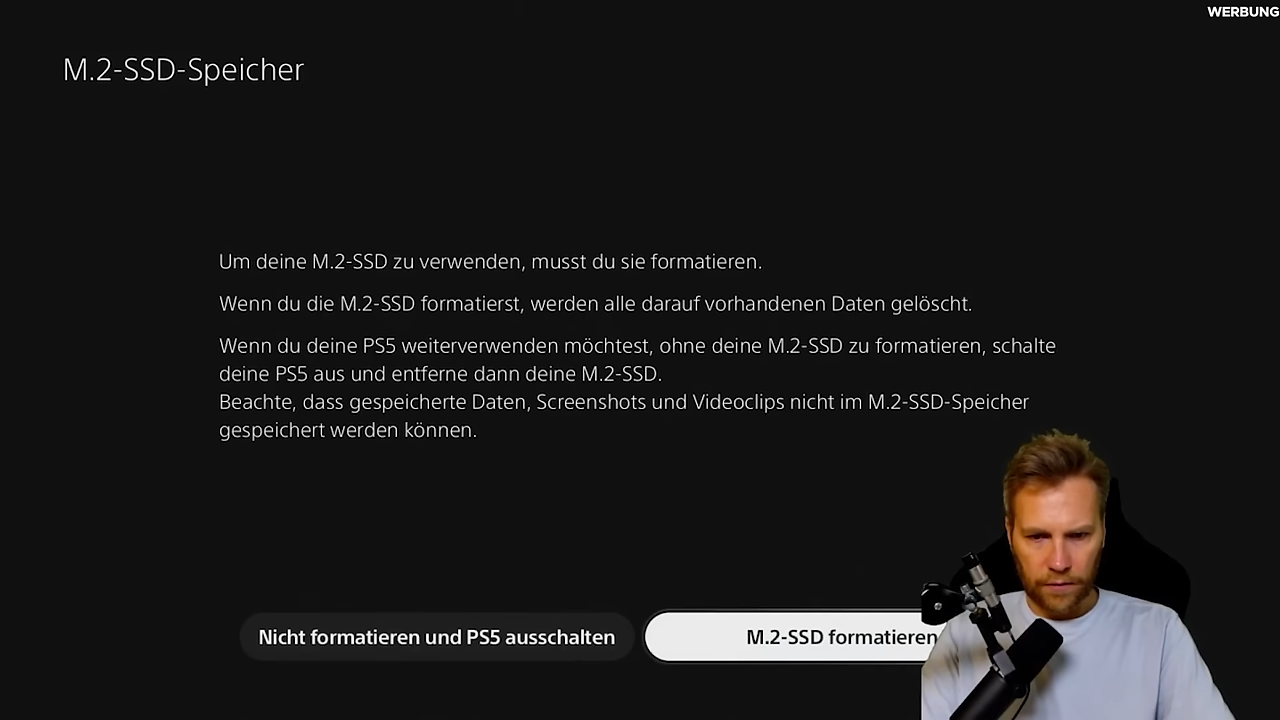 WERBUNG
M.2-SSD-Speicher
Um deine M.2-SSD zu verwenden, musst du sie formatieren.
Wenn du die M.2-SSD formatierst, werden alle darauf vorhandenen Daten gelöscht.
Wenn du deine PS5 weiterverwenden möchtest, ohne deine M.2-SSD zu formatieren, schalte
deine PS5 aus und entferne dann deine M.2-SSD.
Beachte, dass gespeicherte Daten, Screenshots und Videoclips nicht im M.2-SSD-Speicher
gespeichert werden können.
Nicht formatieren und PS5 ausschalten
M.2-SSD formatieren